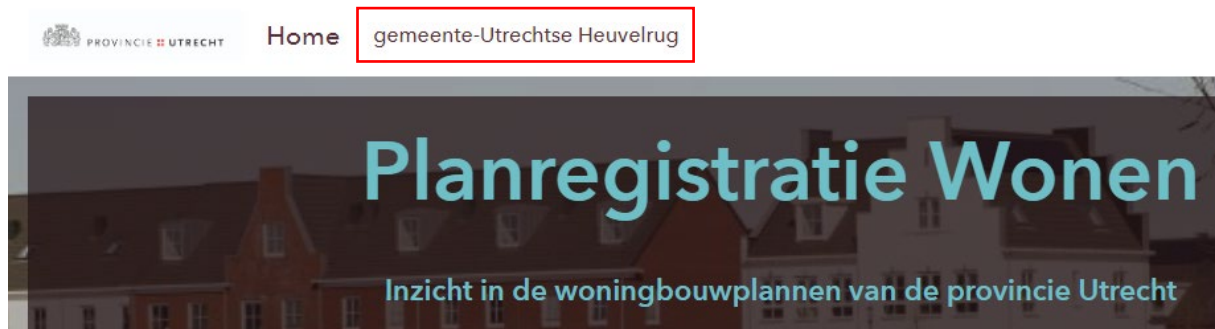 PROVINCIE UTRECHT Home gemeente-Utrechtse Heuvelrug
Planregistratie Wonen
Inzicht in de woningbouwplannen van de provincie Utrecht